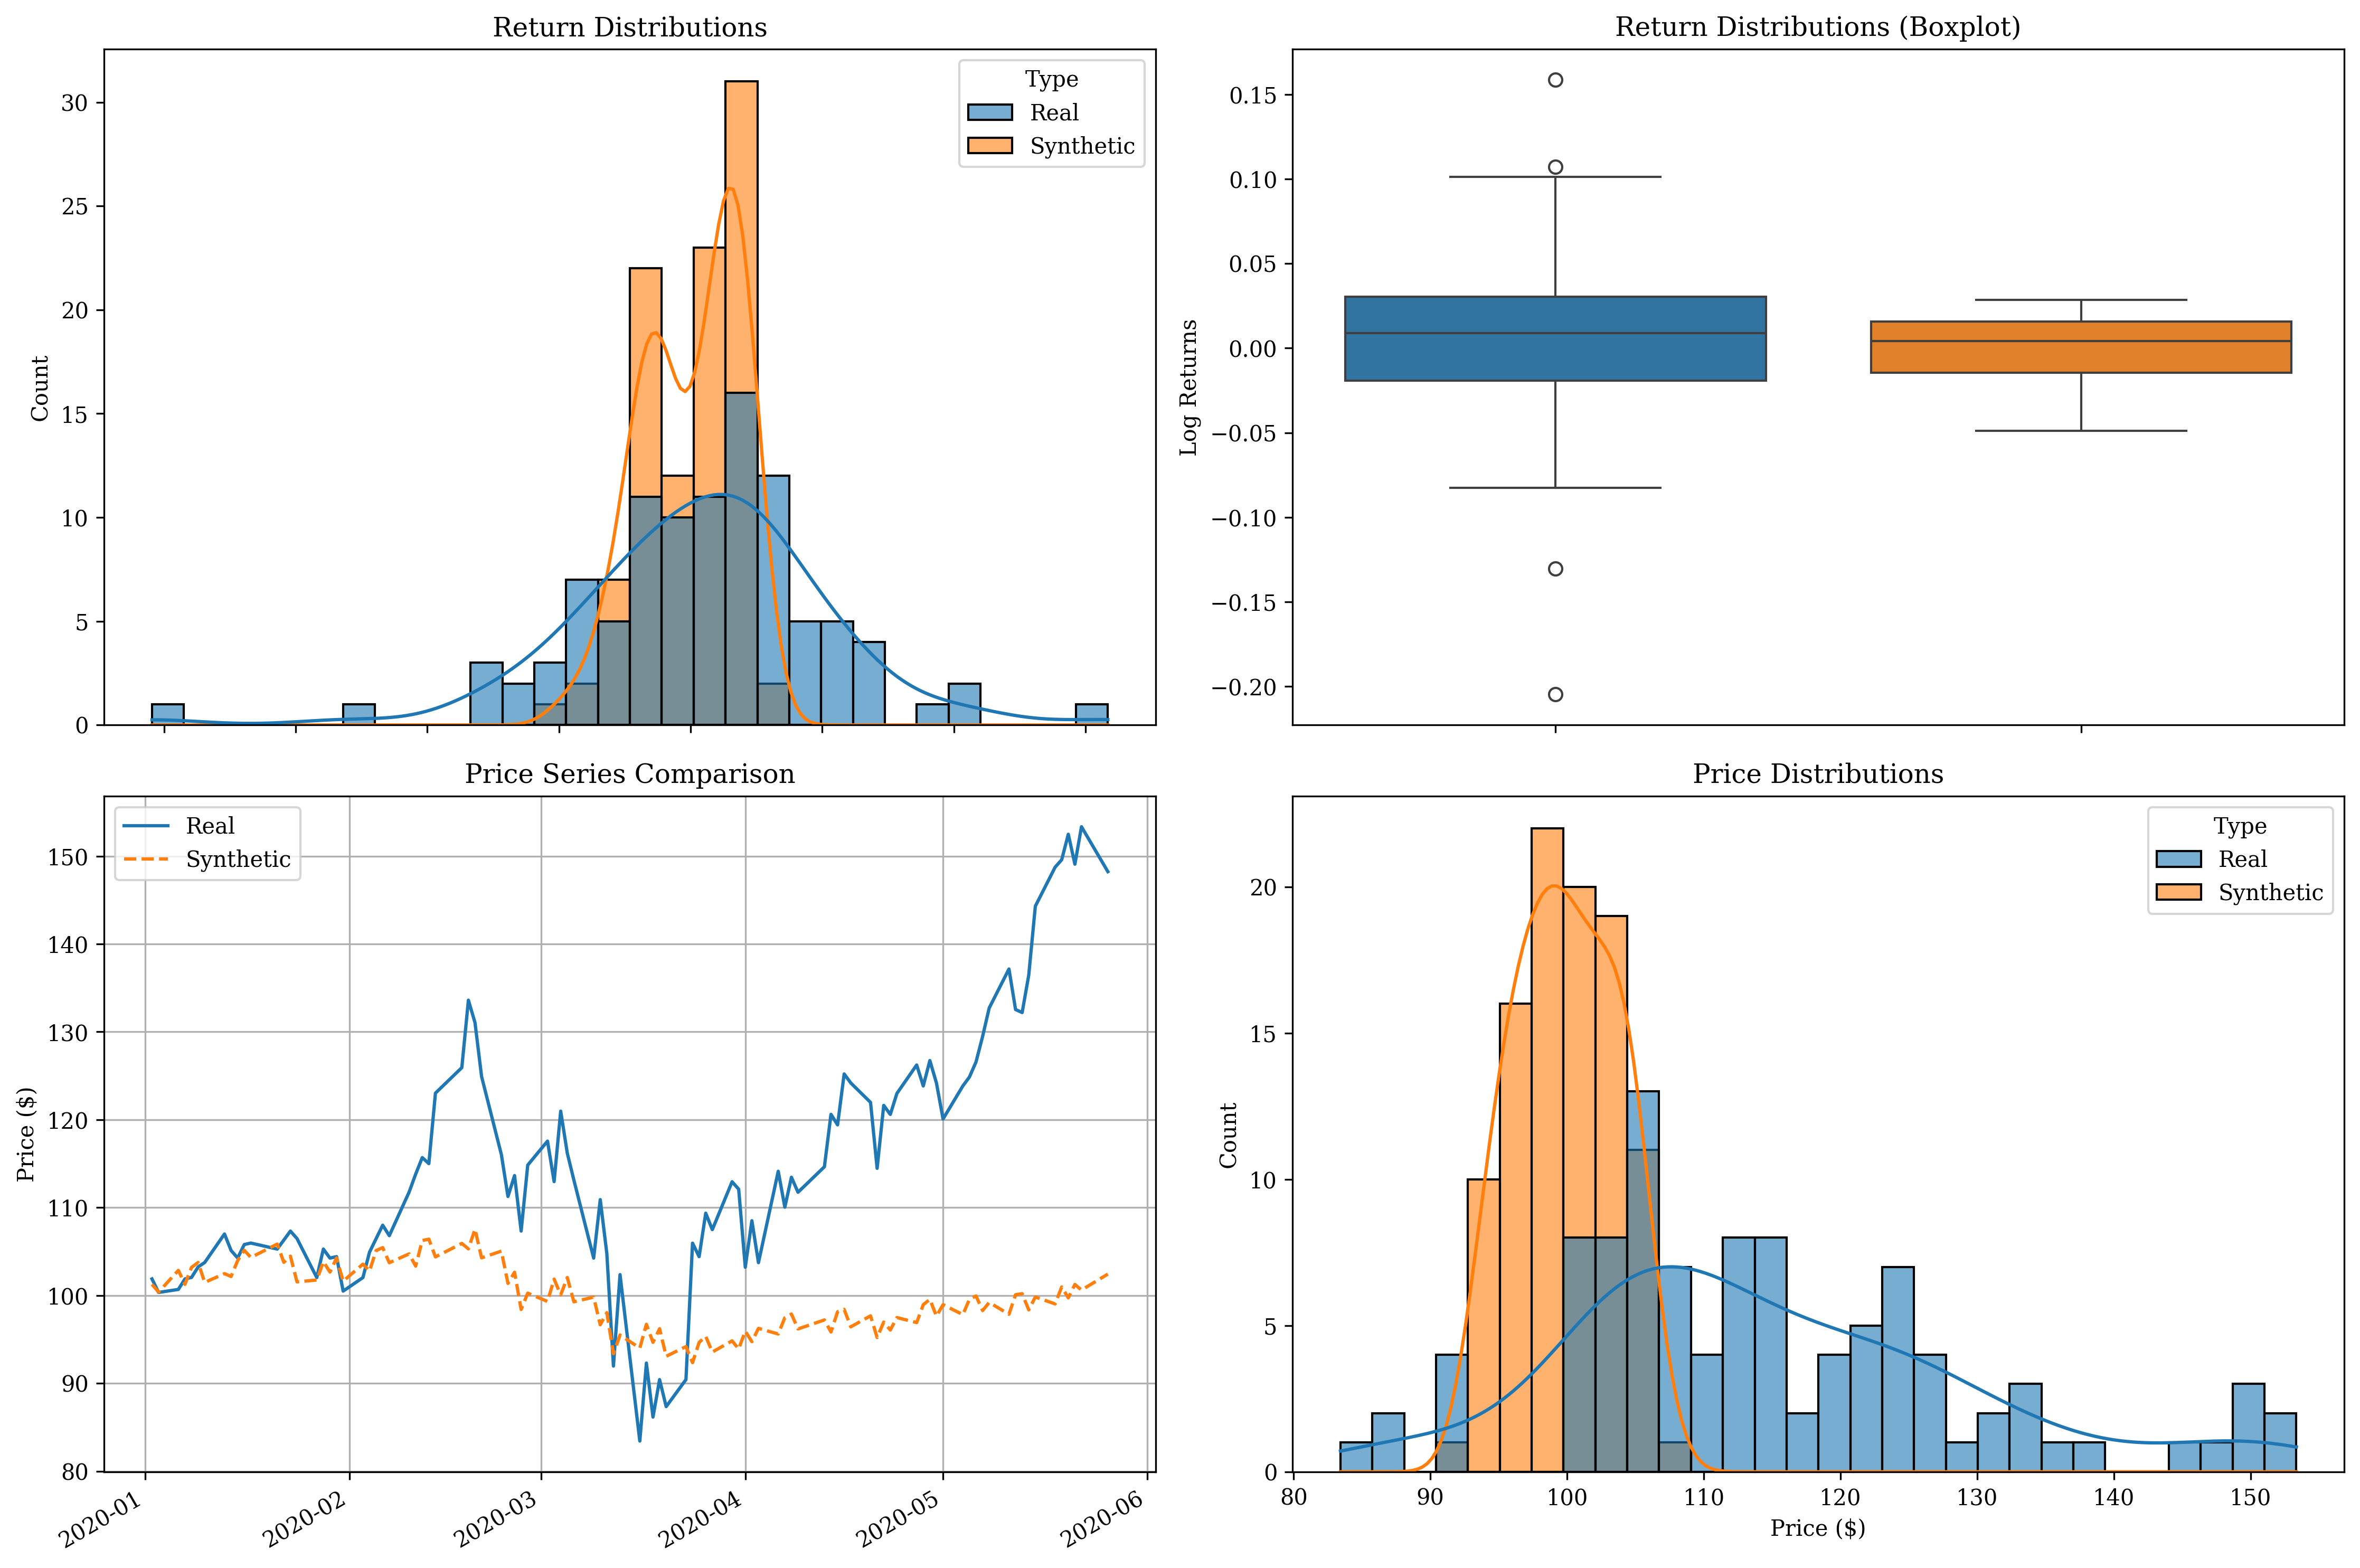 Return Distributions
Count
30
25
20
15
10
5
0
Type
Real
Synthetic
Return Distributions (Boxplot)
Log Returns
0.15
0.10
0.05
0.00
−0.05
−0.10
−0.15
−0.20
Price Series Comparison
Price ($)
150
140
130
120
110
100
90
80
Real
Synthetic
2020-01
2020-02
2020-03
2020-04
2020-05
2020-06
Price Distributions
Count
20
15
10
5
0
Type
Real
Synthetic
80
90
100
110
120
130
140
150
Price ($)